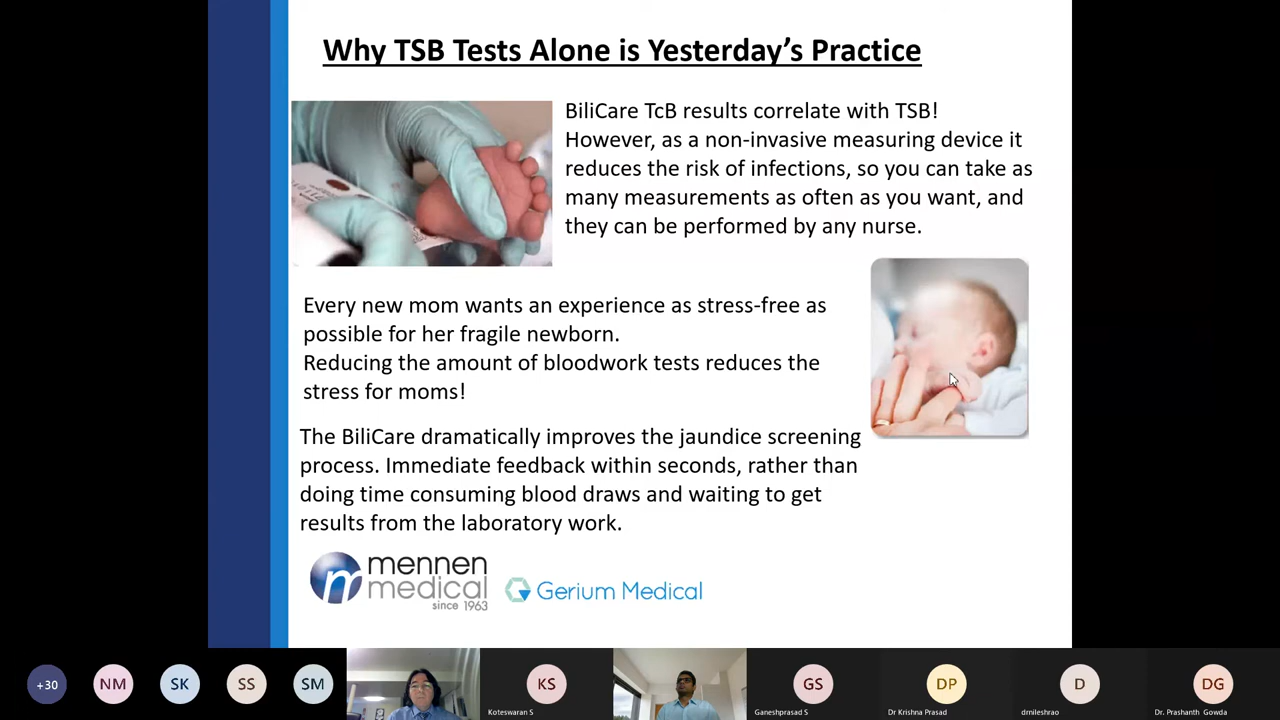 Why TSB Tests Alone is Yesterday's Practice
BiliCare TcB results correlate with TSB!
However, as a non-invasive measuring device it
reduces the risk of infections, so you can take as
many measurements as often as you want, and
they can be performed by any nurse.
Every new mom wants an experience as stress-free as
possible for her fragile newborn.
Reducing the amount of bloodwork tests reduces the
stress for moms!
The BiliCare dramatically improves the jaundice screening
process. Immediate feedback within seconds, rather than
doing time consuming blood draws and waiting to get
results from the laboratory work.
mennen
medical
since 1963
Gerium Medical
+30
NM
SK
SS
SM
KS
GS
DP
D
DG
Koteswaran S
Ganeshprasad S
Dr Krishna Prasad
drnileshrao
Dr. Prashanth Gowda